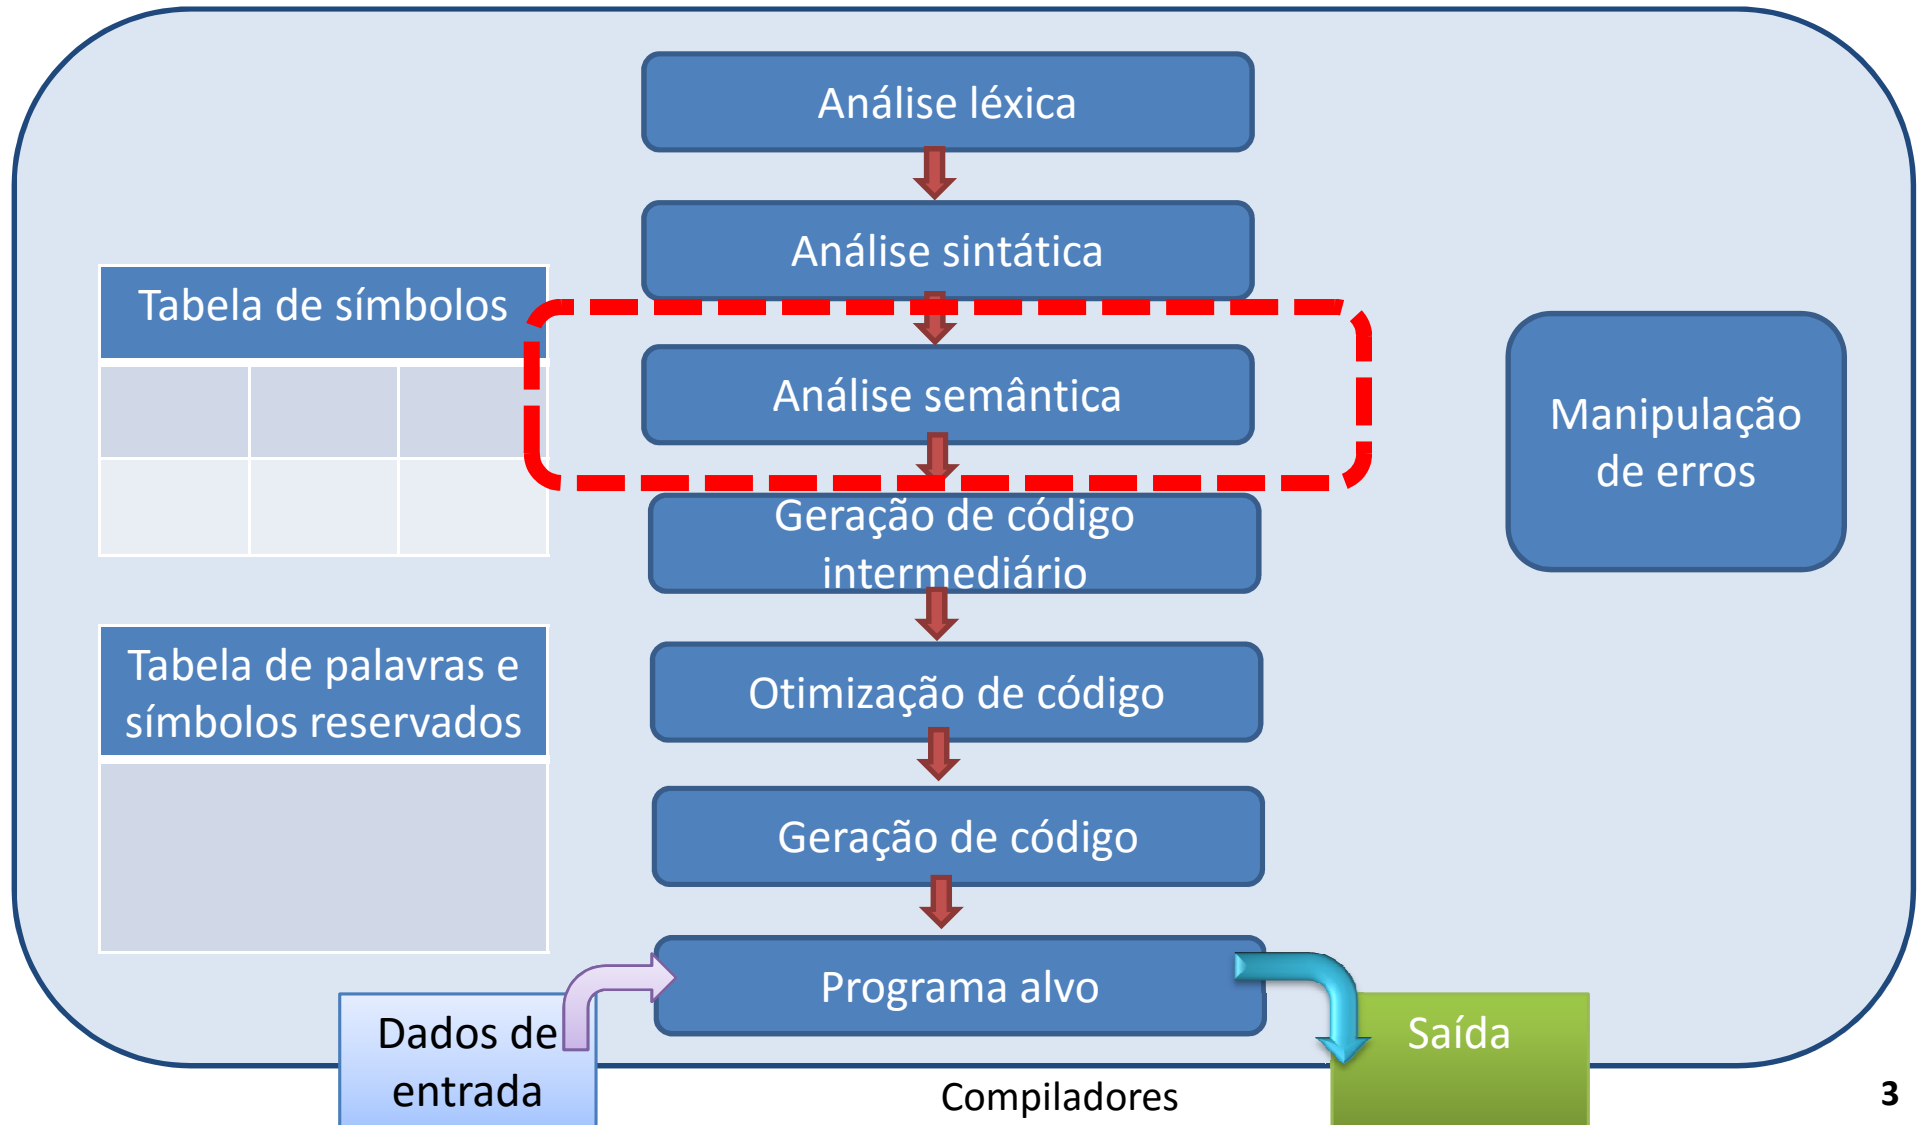 Análise léxica
Análise sintática
Tabela de símbolos
Análise semântica
Manipulação
de erros
Geração de código
intermediário
Tabela de palavras e
símbolos reservados
Otimização de código
Geração de código
Programa alvo
Dados de
entrada
Saída
Compiladores
3